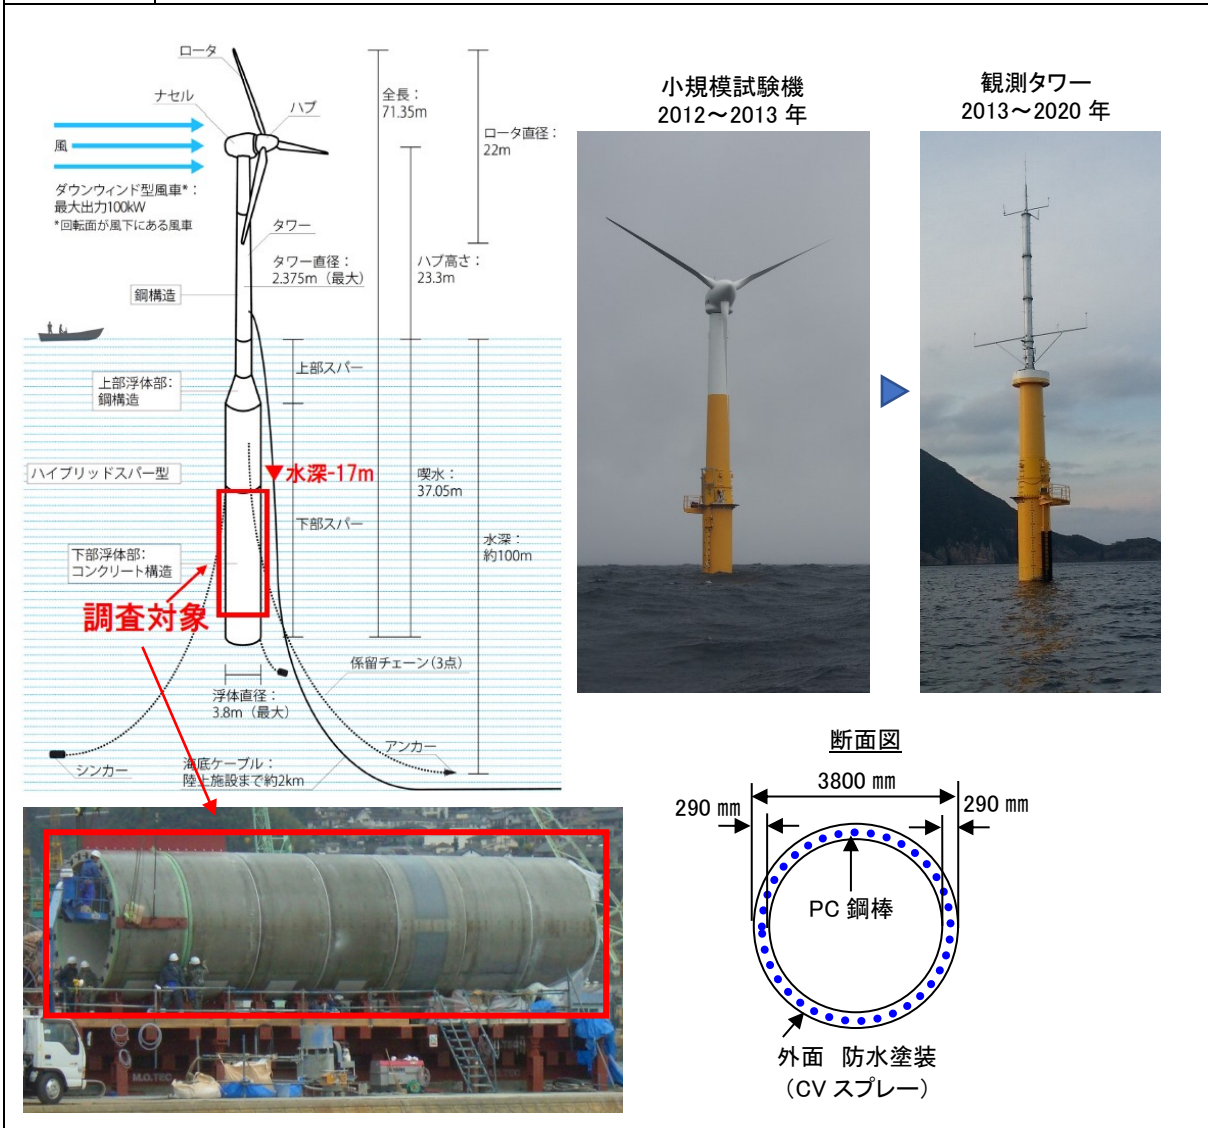 ロータ
ナセル
ハブ
風
ダウンウィンド型風車*：
最大出力100kW
*回転面が風下にある風車
全長：
71.35m
ロータ直径：
22m
タワー
タワー直径：
2.375m（最大）
ハブ高さ：
23.3m
鋼構造
上部スパー
上部浮体部：
鋼構造
ハイブリッドスパー型
▼水深-17m
喫水：
37.05m
下部スパー
水深：
約100m
下部浮体部：
コンクリート構造
調査対象
係留チェーン（3点）
浮体直径：
3.8m（最大）
アンカー
シンカー
海底ケーブル：
陸上施設まで約2km
小規模試験機
2012～2013 年
観測タワー
2013～2020 年
M.O.TEC
M.O.TEC
断面図
3800 ㎜
290 ㎜
290 ㎜
PC 鋼棒
外面 防水塗装
（CV スプレー）